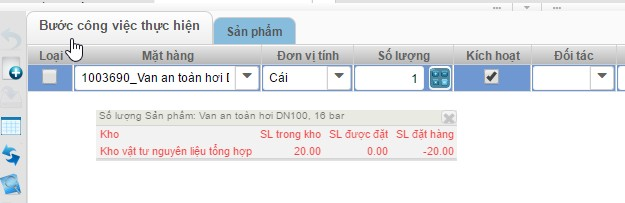 Bước công việc thực hiện
Sản phẩm
Loại Mặt hàng Đơn vị tính Số lượng Kích hoạt Đối tác
1003690_Van an toàn hơi D Cái 1
Số lượng Sản phẩm: Van an toàn hơi DN100, 16 bar
Kho SL trong kho SL được đặt SL đặt hàng
Kho vật tư nguyên liệu tổng hợp 20.00 0.00 -20.00